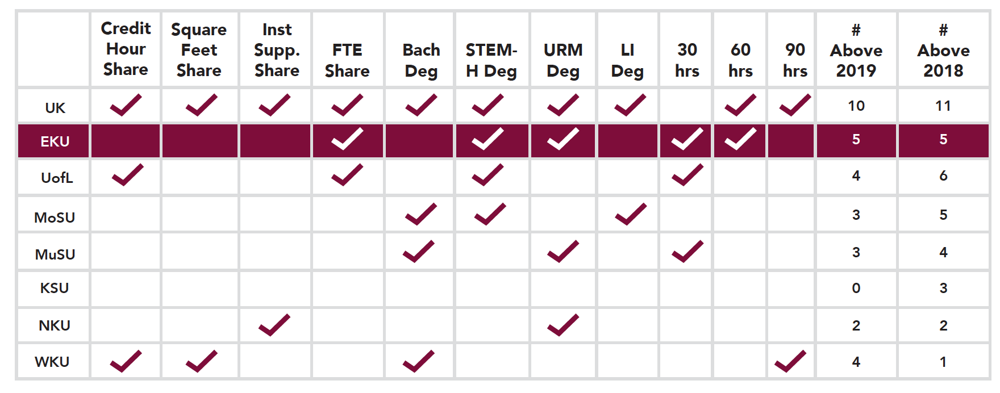 Credit Hour Share Square Feet Share Inst Supp. Share FTE Share Bach Deg STEM-H Deg URM Deg LI Deg 30 hrs 60 hrs 90 hrs # Above 2019 # Above 2018
UK ✓ ✓ ✓ ✓ ✓ ✓ ✓ ✓ ✓ ✓ 10 11
EKU ✓ ✓ ✓ ✓ ✓ 5 5
UofL ✓ ✓ ✓ ✓ 4 6
MoSU ✓ ✓ ✓ 3 5
MuSU ✓ ✓ ✓ 3 4
KSU 0 3
NKU ✓ ✓ 2 2
WKU ✓ ✓ ✓ ✓ 4 1